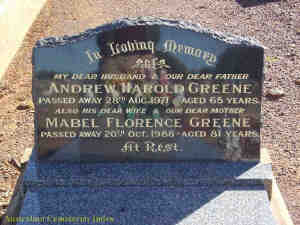 In Loving Memory
OF
MY DEAR HUSBAND & OUR DEAR FATHER
ANDREW HAROLD GREENE
PASSED AWAY 28TH AUG. 1971 AGED 68 YEARS.
ALSO HIS DEAR WIFE & OUR DEAR MOTHER
MABEL FLORENCE GREENE
PASSED AWAY 20TH OCT. 1988 - AGED 81 YEARS.
At Rest.
Australian Cemeteries Index